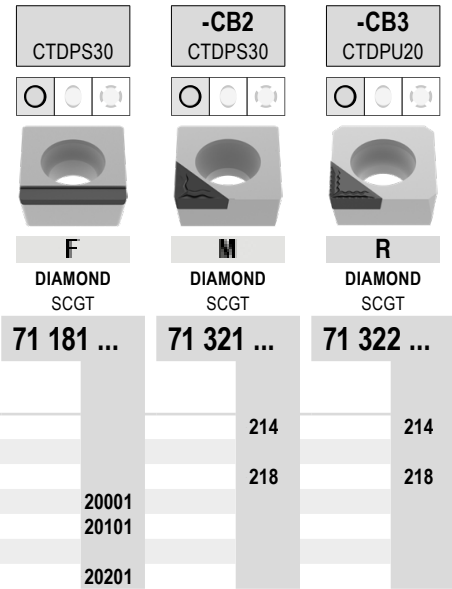 CTDPS30
-CB2
CTDPS30
-CB3
CTDPU20
F
M
R
DIAMOND
DIAMOND
DIAMOND
SCGT
SCGT
SCGT
71 181 ...
71 321 ...
71 322 ...
214
214
218
218
20001
20101
20201